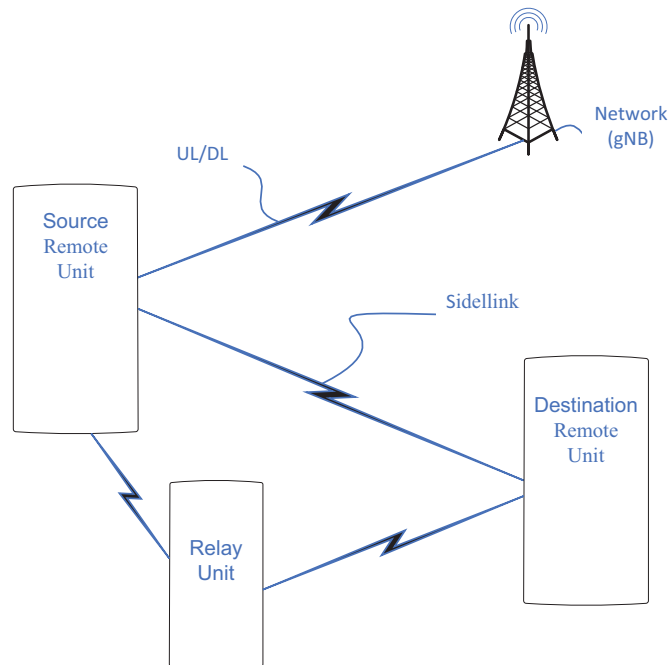 Network
(gNB)
UL/DL
Source
Remote
Unit
Sidellink
Destination
Remote
Unit
Relay
Unit